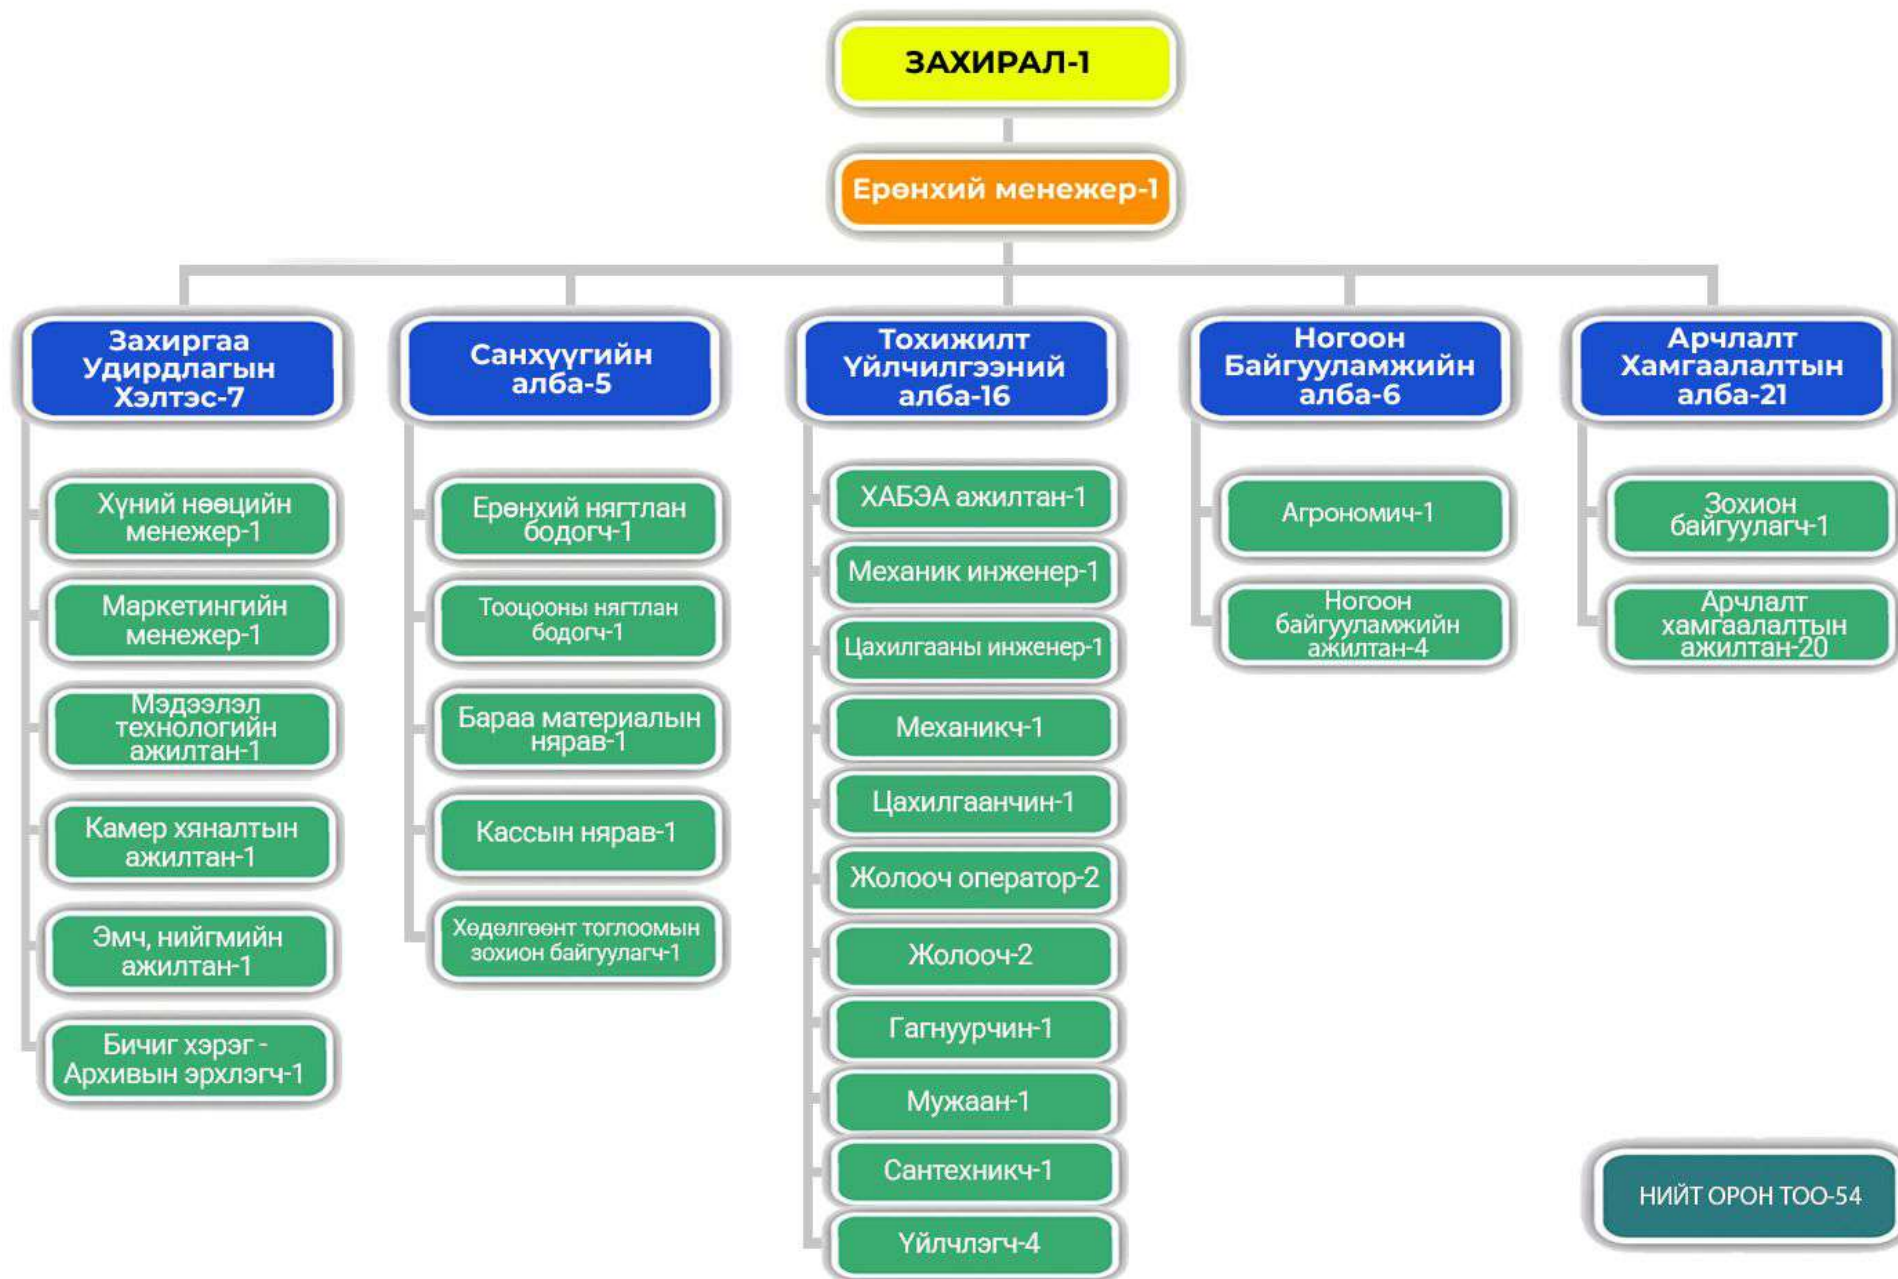 ЗАХИРАЛ-1
Ерөнхий менежер-1
Захиргаа
Удирдлагын
Хэлтэс-7
Хүний нөөцийн
менежер-1
Маркетингийн
менежер-1
Мэдээлэл
технологийн
ажилтан-1
Камер хяналтын
ажилтан-1
Эмч, нийгмийн
ажилтан-1
Бичиг хэрэг -
Архивын эрхлэгч-1
Санхүүгийн
алба-5
Ерөнхий нягтлан
бодогч-1
Тооцооны нягтлан
бодогч-1
Бараа материалын
нярав-1
Кассын нярав-1
Хөдөлгөөнт тоглоомын
зохион байгуулагч-1
Тохижилт
Үйлчилгээний
алба-16
ХАБЭА ажилтан-1
Механик инженер-1
Цахилгааны инженер-1
Механикч-1
Цахилгаанчин-1
Жолооч оператор-2
Жолооч-2
Гагнуурчин-1
Мужаан-1
Сантехникч-1
Үйлчлэгч-4
Ногоон
Байгууламжийн
алба-6
Агрономич-1
Ногоон
байгууламжийн
ажилтан-4
Арчлалт
Хамгаалалтын
алба-21
Зохион
байгуулагч-1
Арчлалт
хамгаалалтын
ажилтан-20
НИЙТ ОРОН ТОО-54